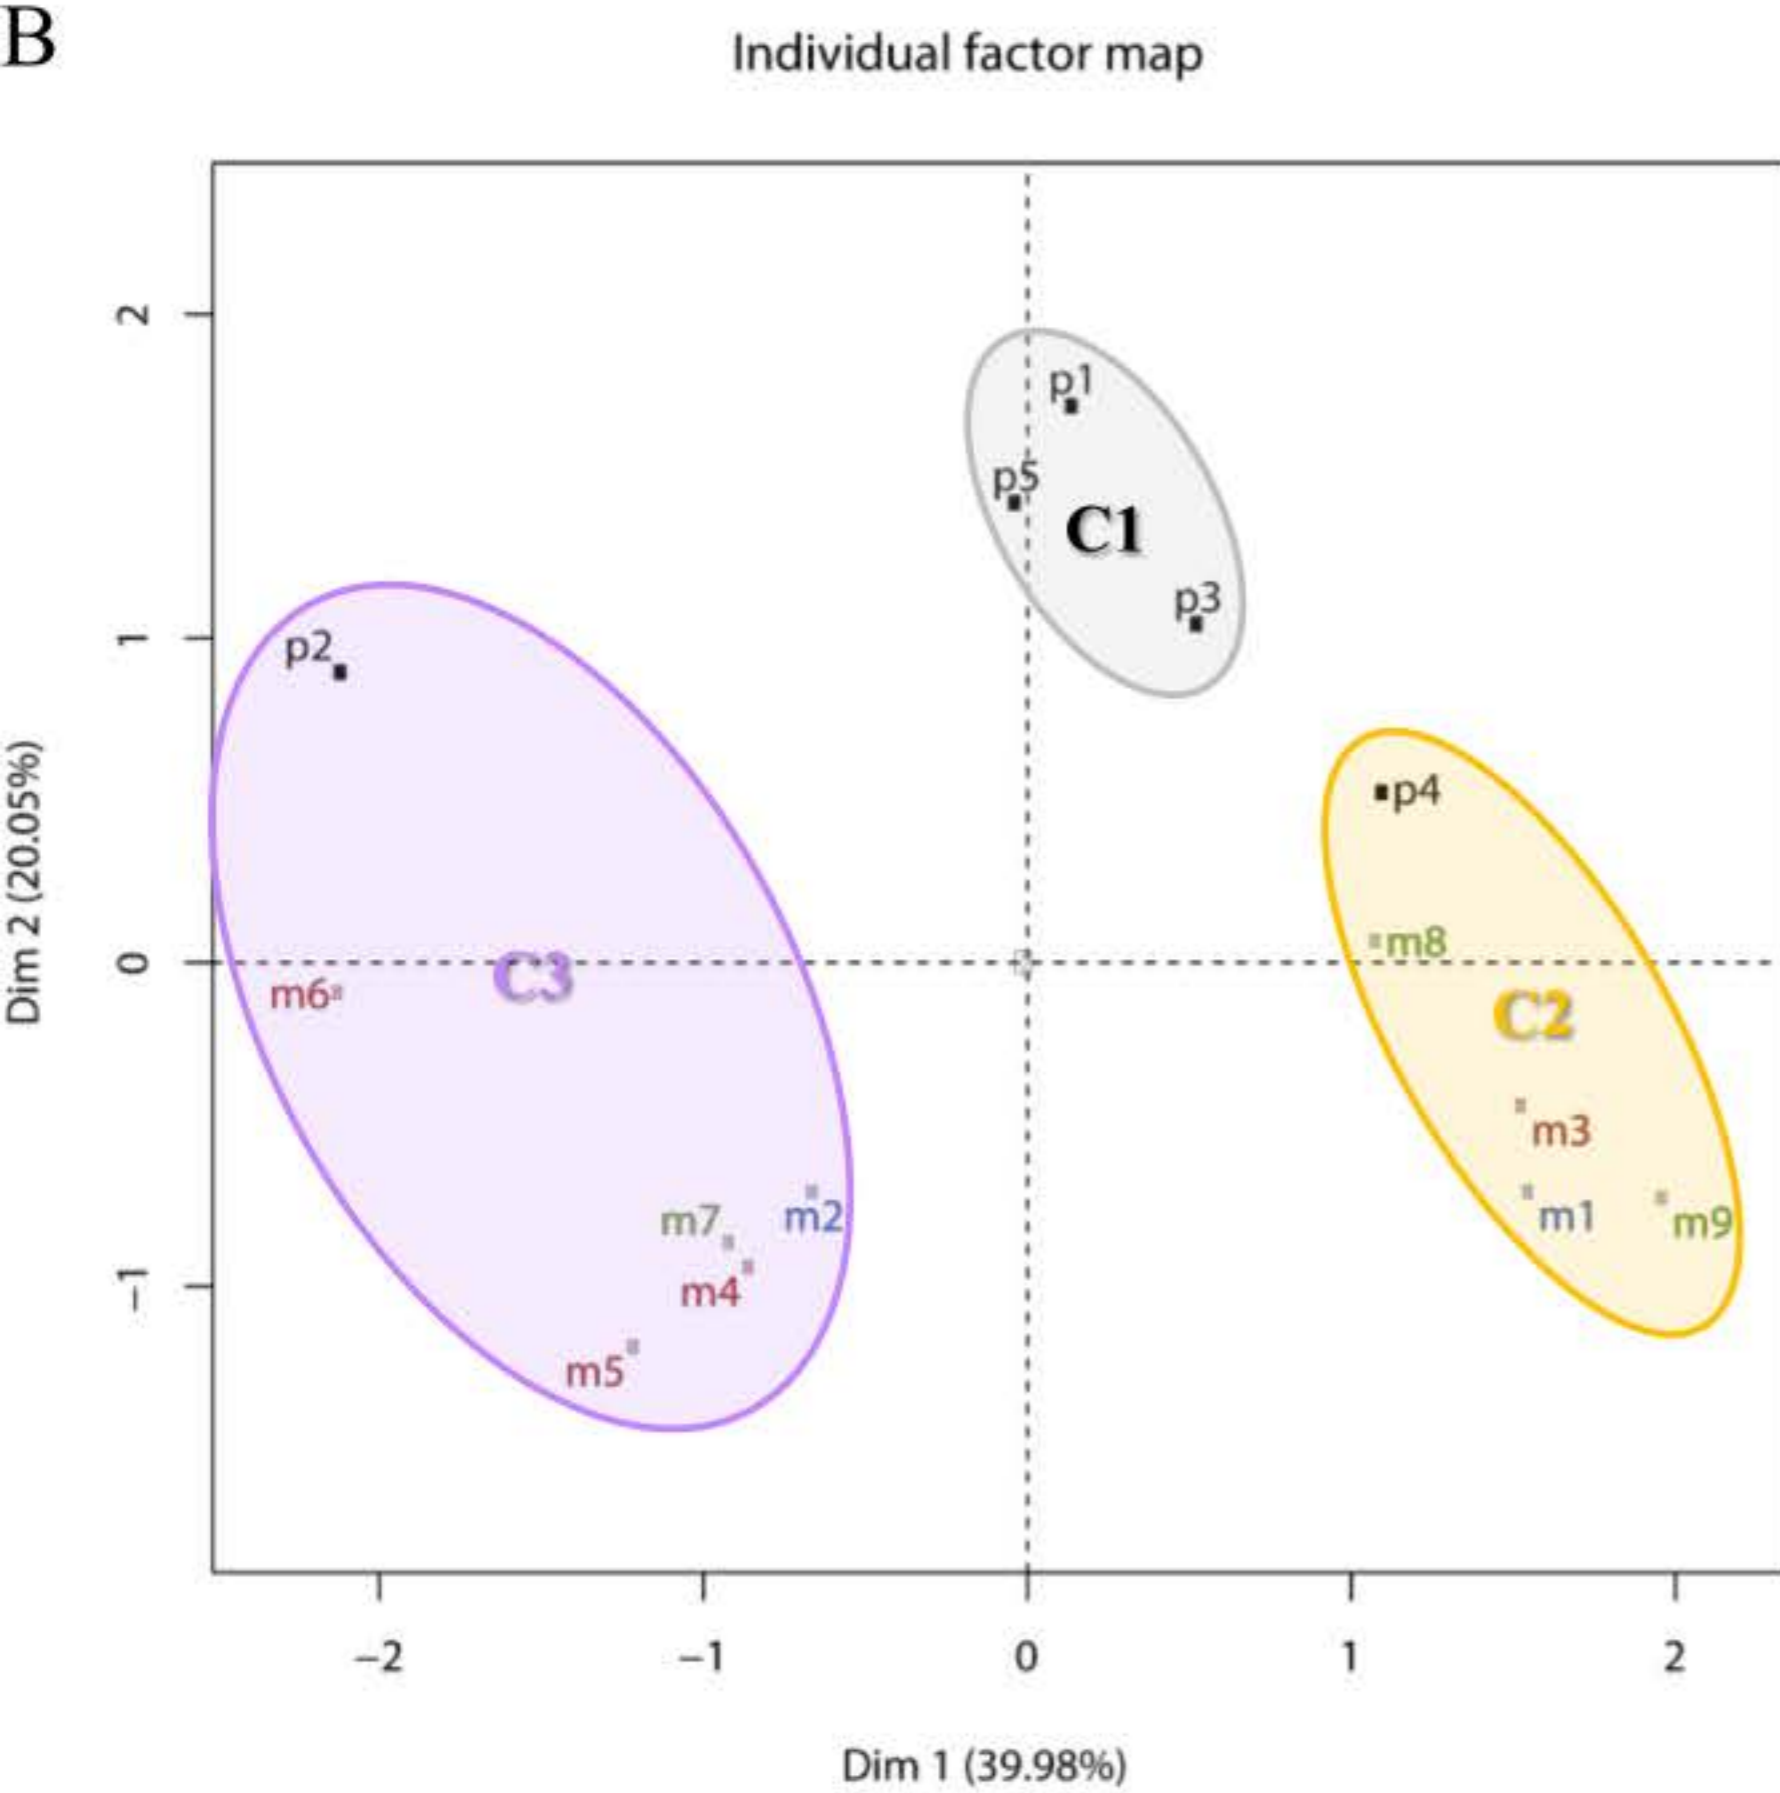 B
Individual factor map
2
1
0
−1
Dim 2 (20.05%)
p1
p5
C1
p3
p2
p4
m8
m6
C3
C2
m3
m7
m2
m1
m9
m4
m5
−2
−1
0
1
2
Dim 1 (39.98%)